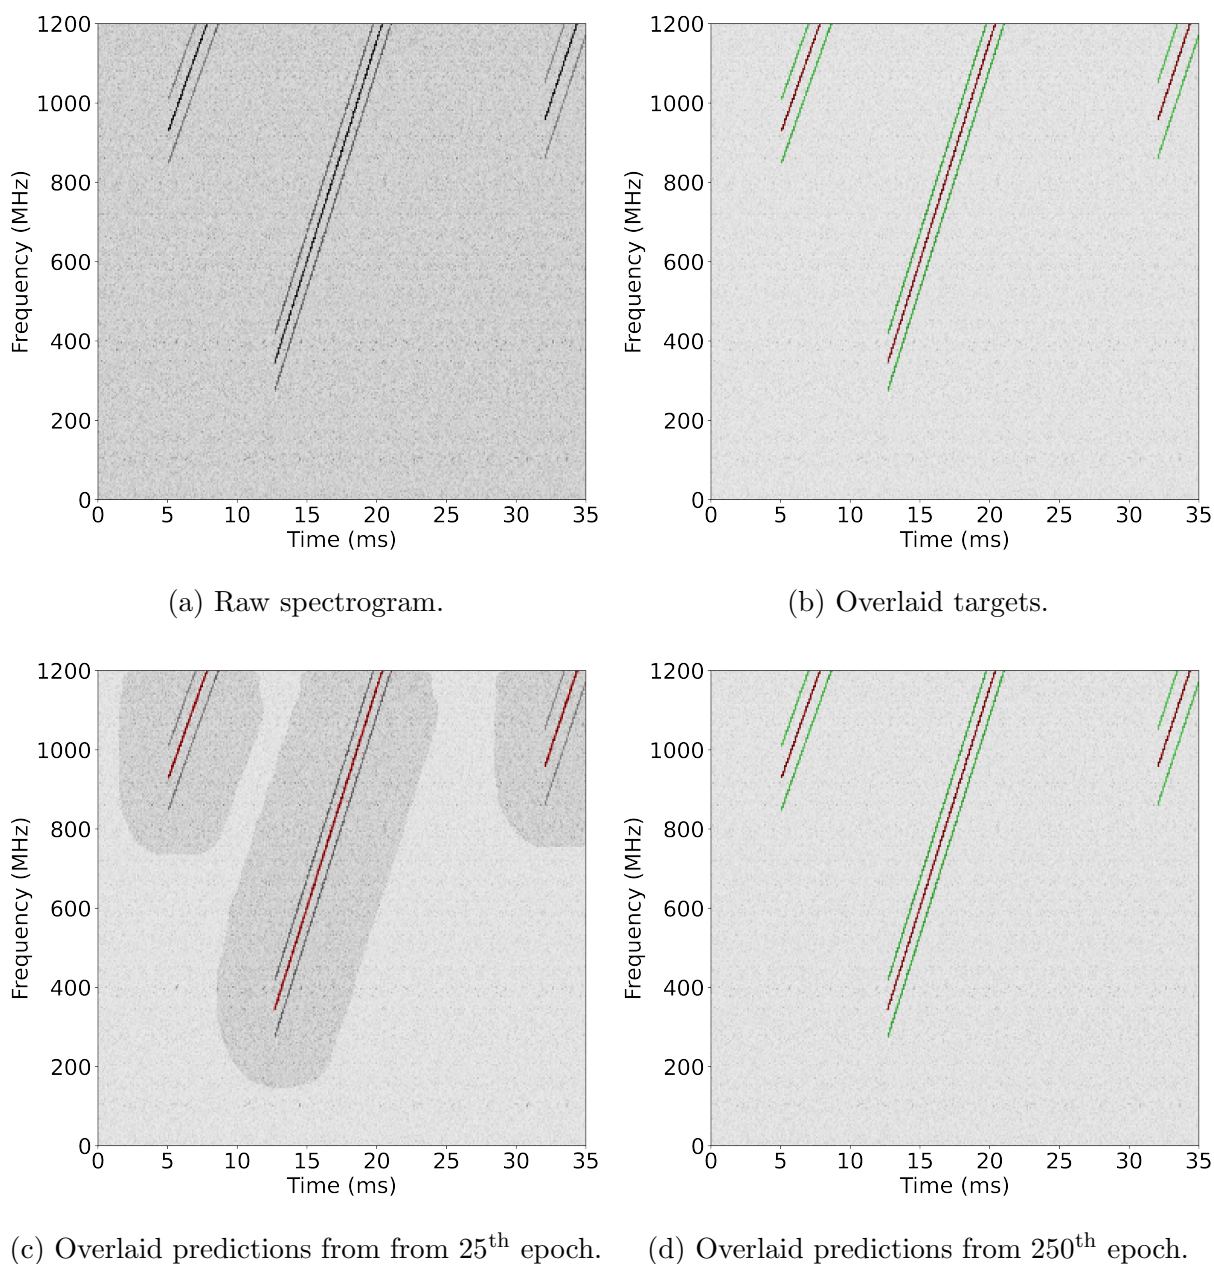 1200 1200
1000 1000
800 800
Frequency (MHz) Frequency (MHz)
600 600
400 400
200 200
0 0
0 5 10 15 20 25 30 35 0 5 10 15 20 25 30 35
Time (ms) Time (ms)
(a) Raw spectrogram. (b) Overlaid targets.
1200 1200
1000 1000
800 800
Frequency (MHz) Frequency (MHz)
600 600
400 400
200 200
0 0
0 5 10 15 20 25 30 35 0 5 10 15 20 25 30 35
Time (ms) Time (ms)
(c) Overlaid predictions from from 25th epoch. (d) Overlaid predictions from 250th epoch.